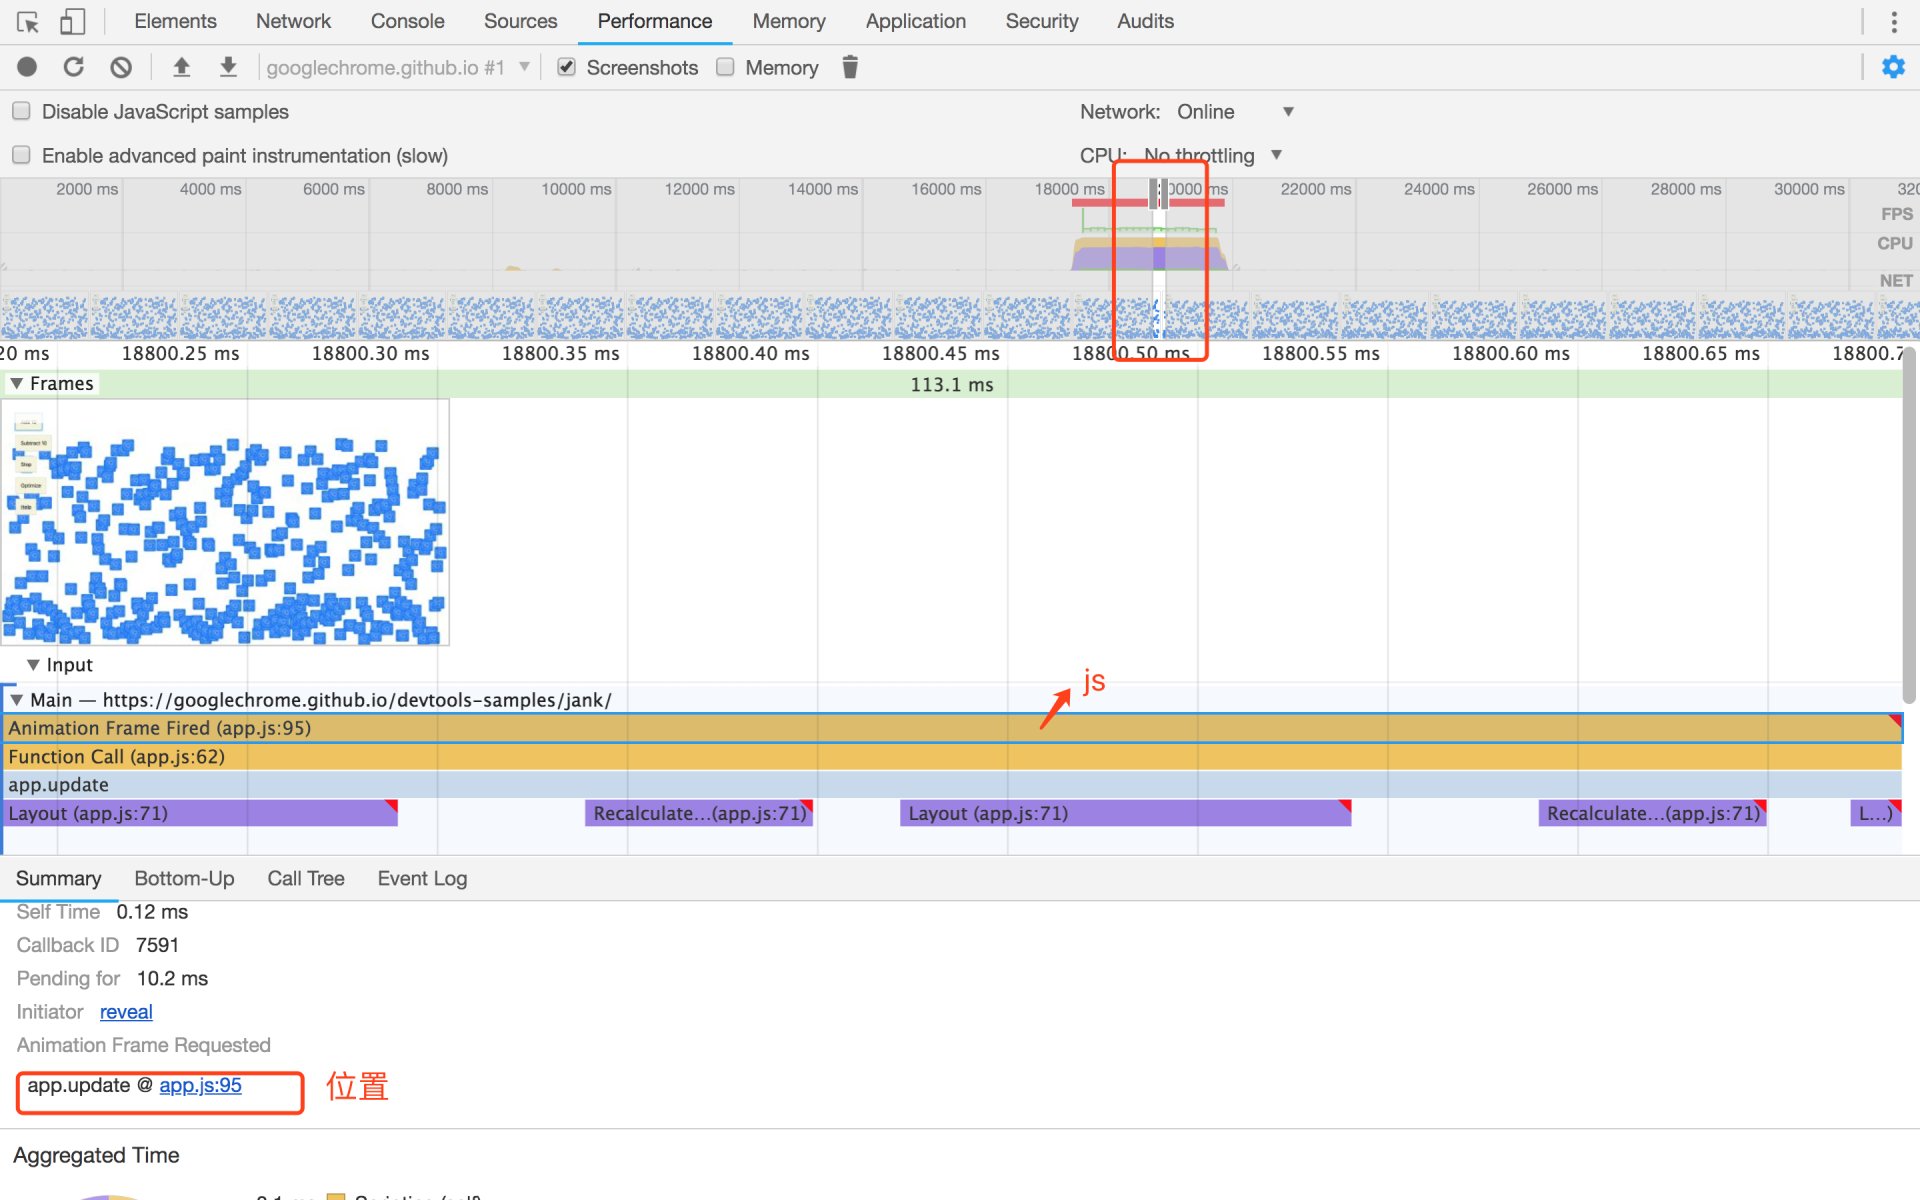 Elements Network Console Sources Performance Memory Application Security Audits
googlechrome.github.io #1 Screenshots Memory
Disable JavaScript samples Network: Online
Enable advanced paint instrumentation (slow) CPU: No throttling
2000 ms 4000 ms 6000 ms 8000 ms 10000 ms 12000 ms 14000 ms 16000 ms 18000 ms 0000 ms 22000 ms 24000 ms 26000 ms 28000 ms 30000 ms 320
FPS
CPU
NET
20 ms 18800.25 ms 18800.30 ms 18800.35 ms 18800.40 ms 18800.45 ms 18800.50 ms 18800.55 ms 18800.60 ms 18800.65 ms 18800.7
Frames 113.1 ms
Subtract 10
Stop
Optimize
Input
js
Main — https://googlechrome.github.io/devtools-samples/jank/
Animation Frame Fired (app.js:95)
Function Call (app.js:62)
app.update
Layout (app.js:71) Recalculate...(app.js:71) Layout (app.js:71) Recalculate...(app.js:71) L...)
Summary Bottom-Up Call Tree Event Log
Self Time 0.12 ms
Callback ID 7591
Pending for 10.2 ms
Initiator reveal
Animation Frame Requested
app.update @ app.js:95 位置
Aggregated Time